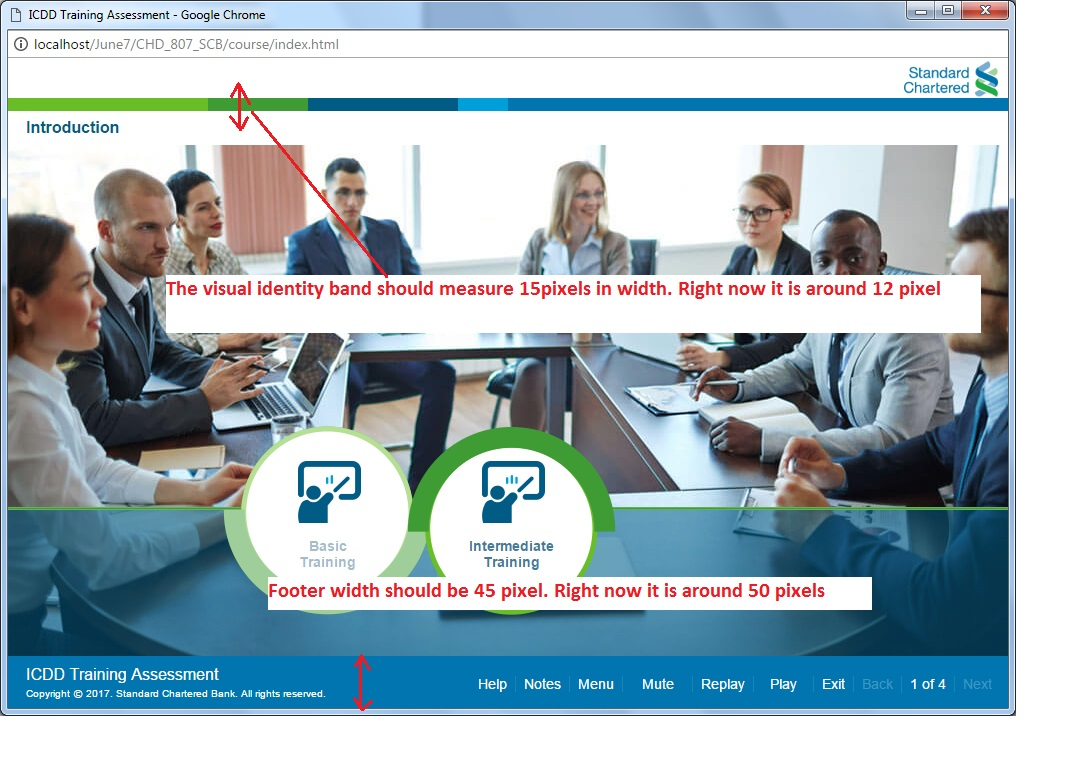 ICDD Training Assessment - Google Chrome
localhost/June7/CHD_807_SCB/course/index.html
Standard
Chartered
Introduction
The visual identity band should measure 15pixels in width. Right now it is around 12 pixel
Basic
Training
Intermediate
Training
Footer width should be 45 pixel. Right now it is around 50 pixels
ICDD Training Assessment
Copyright © 2017. Standard Chartered Bank. All rights reserved.
Help Notes Menu Mute Replay Play Exit Back 1 of 4 Next